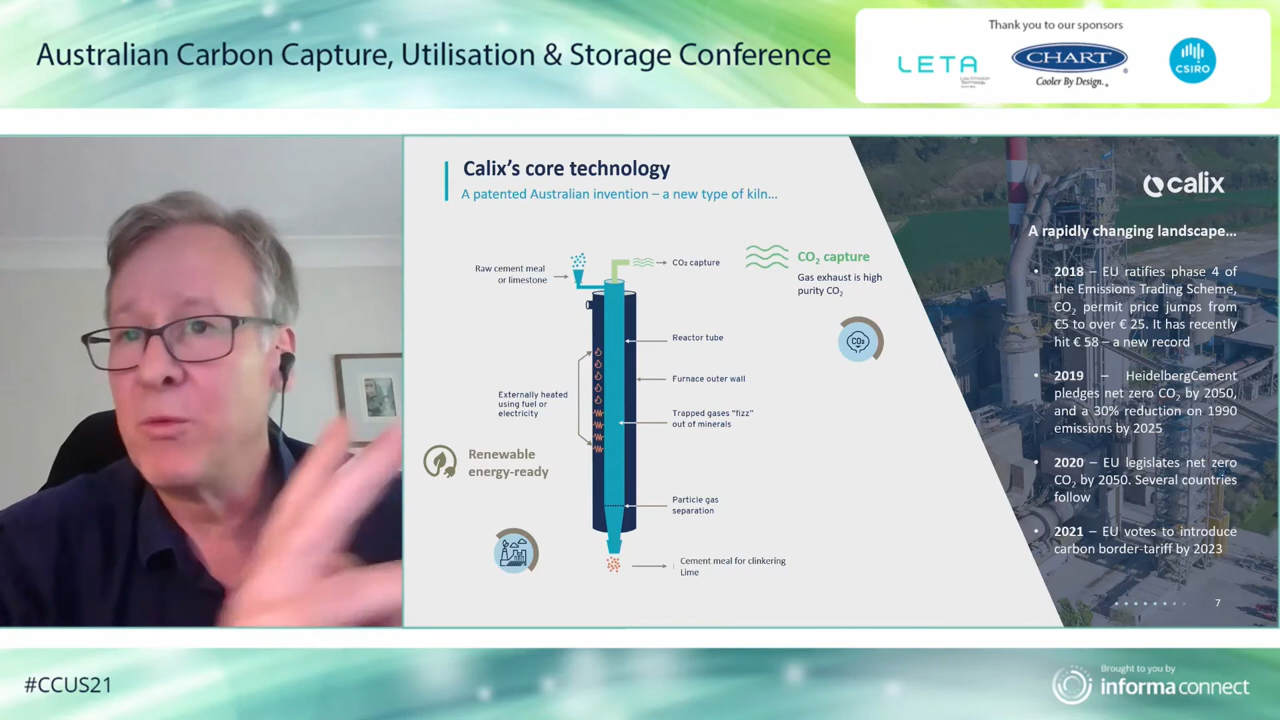 Australian Carbon Capture, Utilisation & Storage Conference
Thank you to our sponsors
LETA
CHART
Cooler By Design.
CSIRO
Calix's core technology
A patented Australian invention – a new type of kiln...
Raw cement meal
or limestone
CO₂ capture
CO₂ capture
Gas exhaust is high
purity CO₂
CO₂
Reactor tube
Furnace outer wall
Externally heated
using fuel or
electricity
Trapped gases "fizz"
out of minerals
Renewable
energy-ready
Particle gas
separation
Cement meal for clinkering
Lime
calix
A rapidly changing landscape...
• 2018 – EU ratifies phase 4 of
the Emissions Trading Scheme,
CO₂ permit price jumps from
€5 to over € 25. It has recently
hit € 58 – a new record
• 2019 – HeidelbergCement
pledges net zero CO₂ by 2050,
and a 30% reduction on 1990
emissions by 2025
• 2020 – EU legislates net zero
CO₂ by 2050. Several countries
follow
• 2021 – EU votes to introduce
carbon border-tariff by 2023
7
#CCUS21
Brought to you by
informa connect